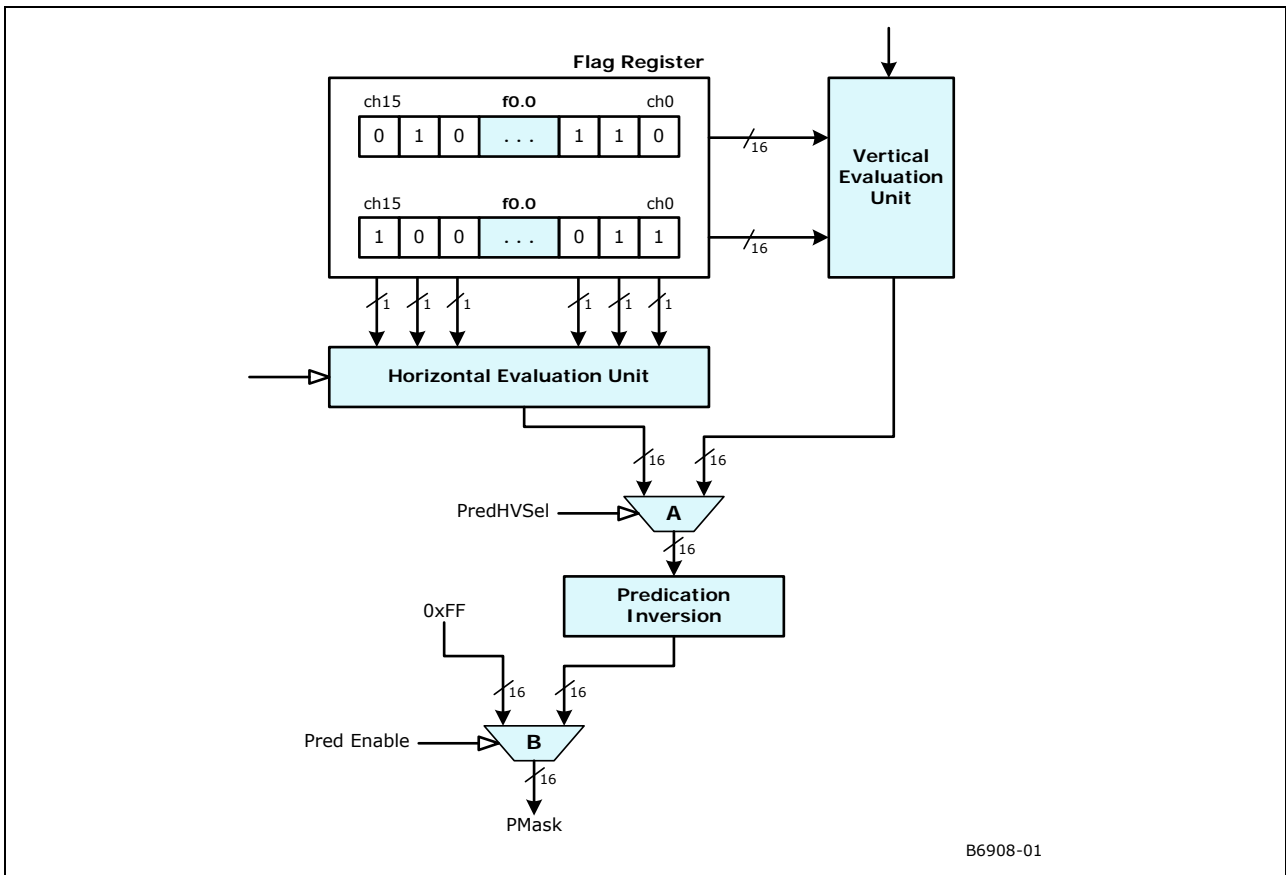 Flag Register
ch15 f0.0 ch0
0 1 0 ... 1 1 0
16
Vertical
Evaluation
Unit
ch15 f0.0 ch0
1 0 0 ... 0 1 1
16
1 1 1 1 1 1
Horizontal Evaluation Unit
16 16
PredHVSel
A
16
Predication
Inversion
0xFF
16 16
Pred Enable
B
16
PMask
B6908-01